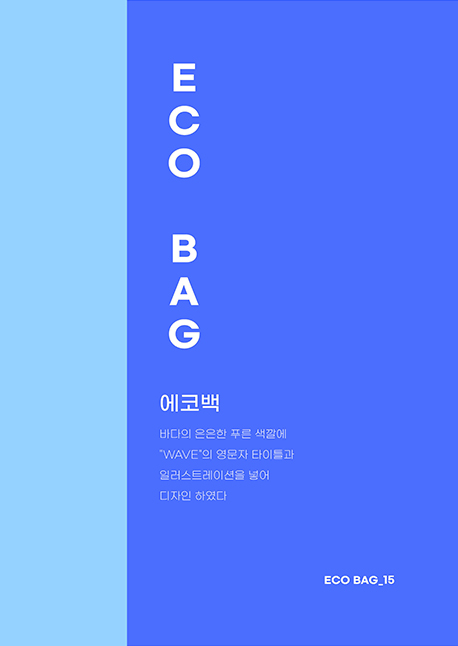 ECO
BAG
에코백
바다의 은은한 푸른 색깔에
"WAVE"의 영문자 타이틀과
일러스트레이션을 넣어
디자인 하였다
ECO BAG_15